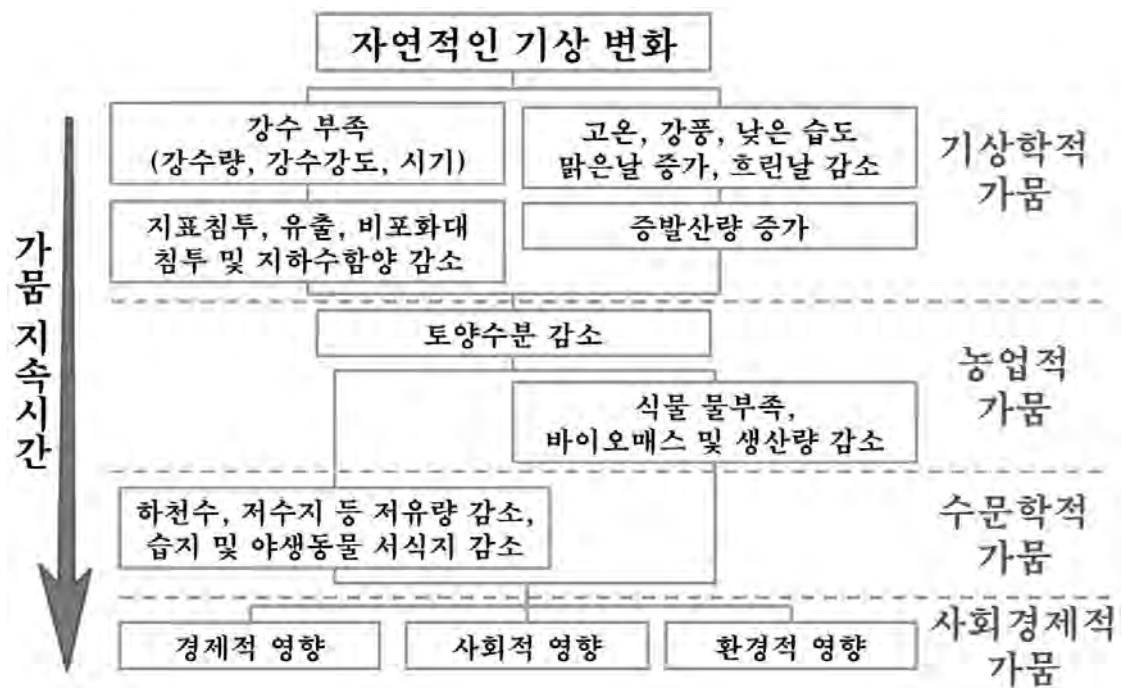 자연적인 기상 변화
강수 부족
(강수량, 강수강도, 시기)
고온, 강풍, 낮은 습도
맑은날 증가, 흐린날 감소
기상학적
가뭄
지표침투, 유출, 비포화대
침투 및 지하수함양 감소
증발산량 증가
가뭄 지속시간
토양수분 감소
농업적
가뭄
식물 물부족,
바이오매스 및 생산량 감소
하천수, 저수지 등 저유량 감소,
습지 및 야생동물 서식지 감소
수문학적
가뭄
사회경제적
가뭄
경제적 영향
사회적 영향
환경적 영향